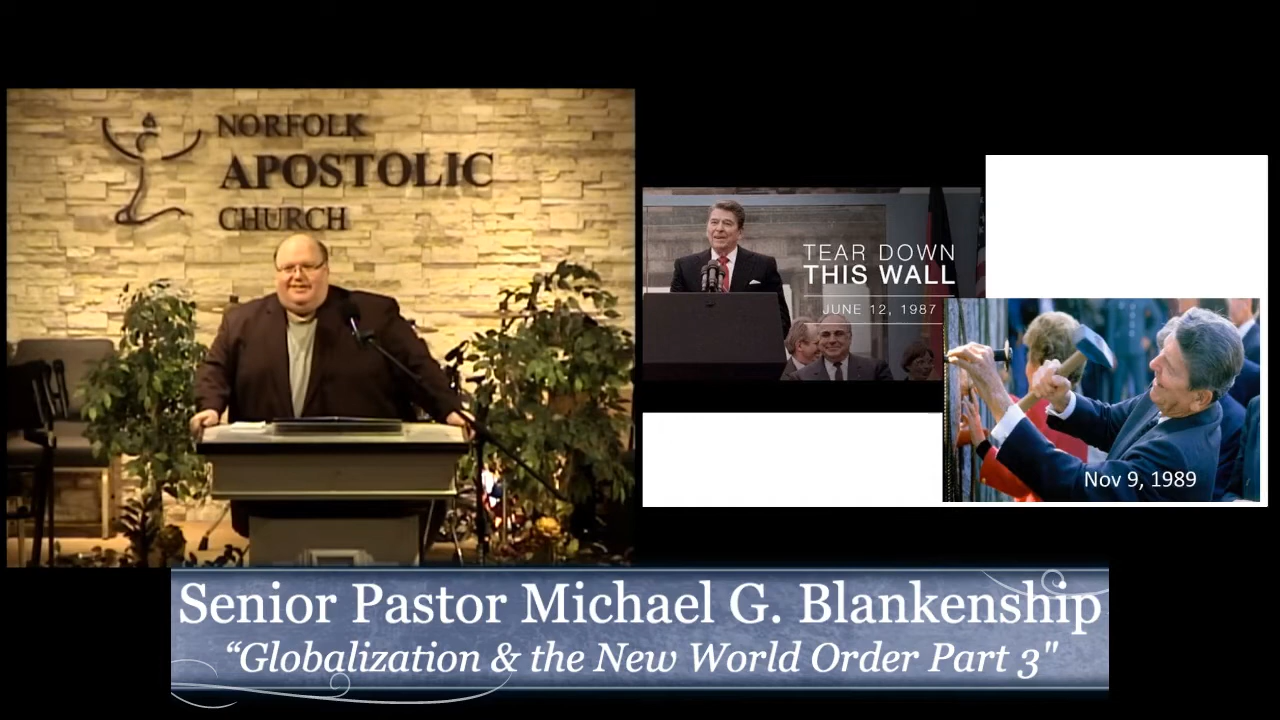 NORFOLK
APOSTOLIC
CHURCH
TEAR DOWN
THIS WALL
JUNE 12, 1987
Nov 9, 1989
Senior Pastor Michael G. Blankenship
“Globalization & the New World Order Part 3"